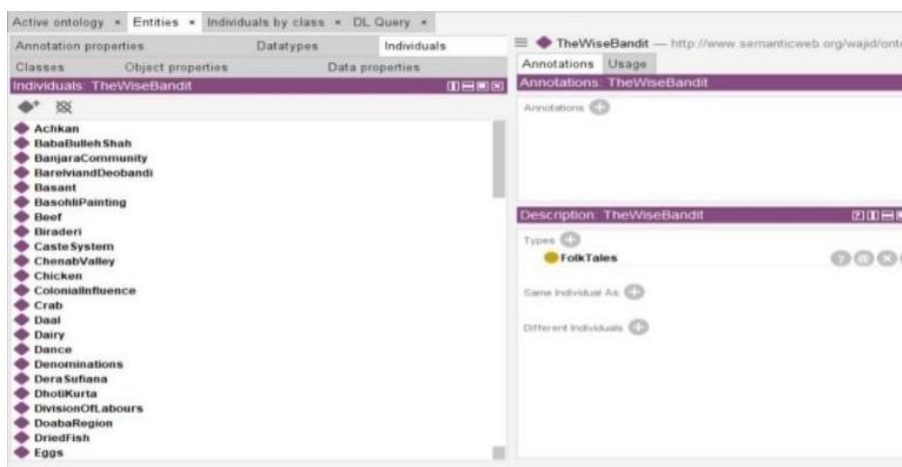 Active ontology × Entities × Individuals by class × DL Query ×
Annotation properties Datatypes Individuals
Classes Object properties Data properties
Individuals: TheWiseBandit
Achkan
BabaBullehShah
BanjaraCommunity
BarelviandDeobandi
Basant
BasohliPainting
Beef
Biraderi
CasteSystem
ChenabValley
Chicken
ColonialInfluence
Crab
Daal
Dairy
Dance
Denominations
DeraSufiana
DhotiKurta
DivisionOfLabours
DoabaRegion
DriedFish
Eggs
TheWiseBandit — http://www.semanticweb.org/wajid/onto
Annotations Usage
Annotations: TheWiseBandit
Annotations
Description: TheWiseBandit
Types
FolkTales
Same Individual As
Different Individuals